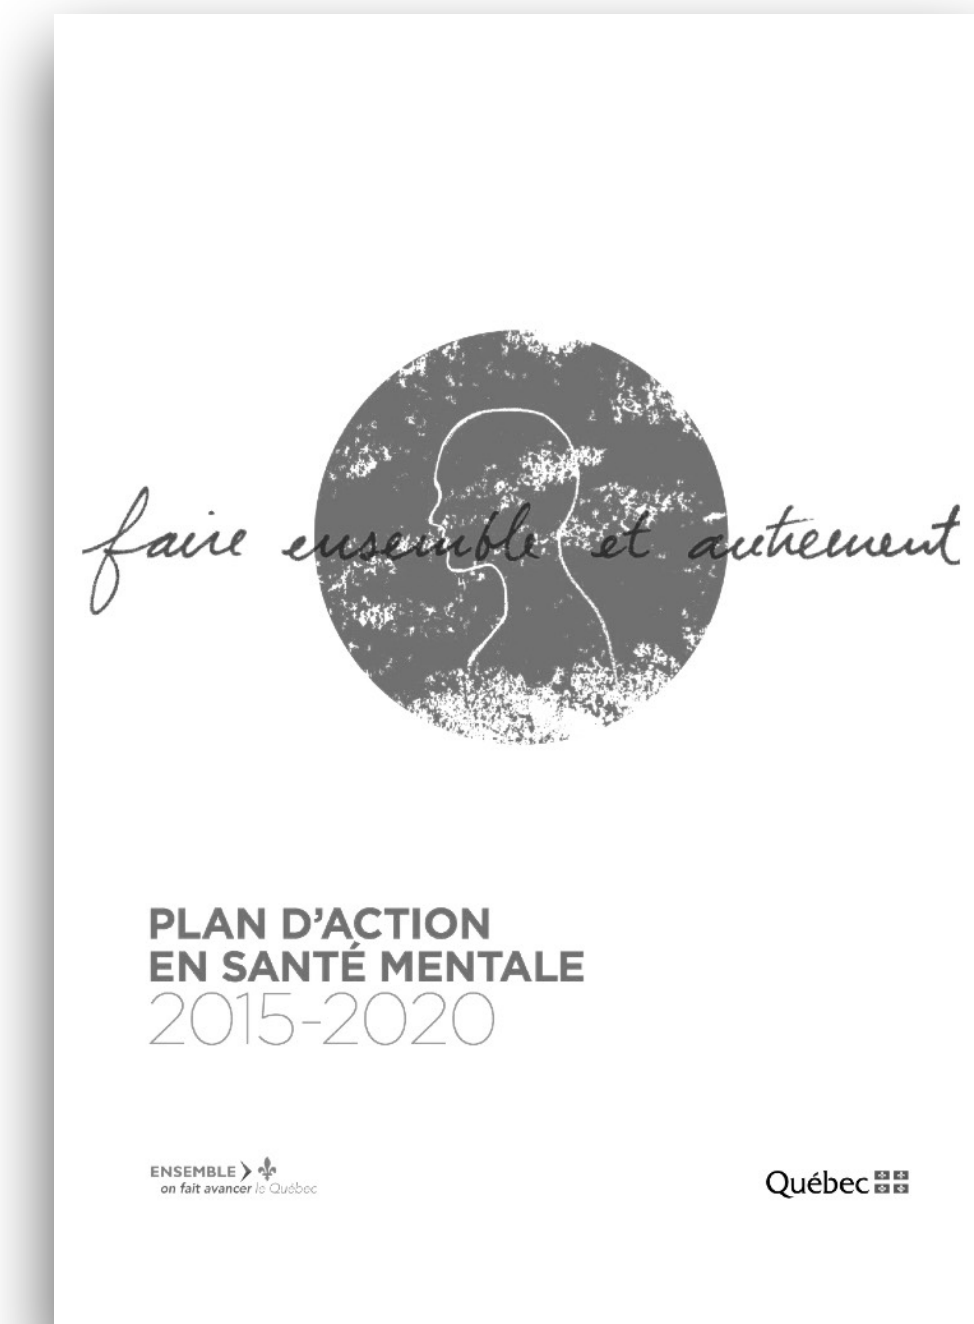 faire ensemble et autrement
PLAN D'ACTION
EN SANTÉ MENTALE
2015-2020
ENSEMBLE
on fait avancer le Québec
Québec